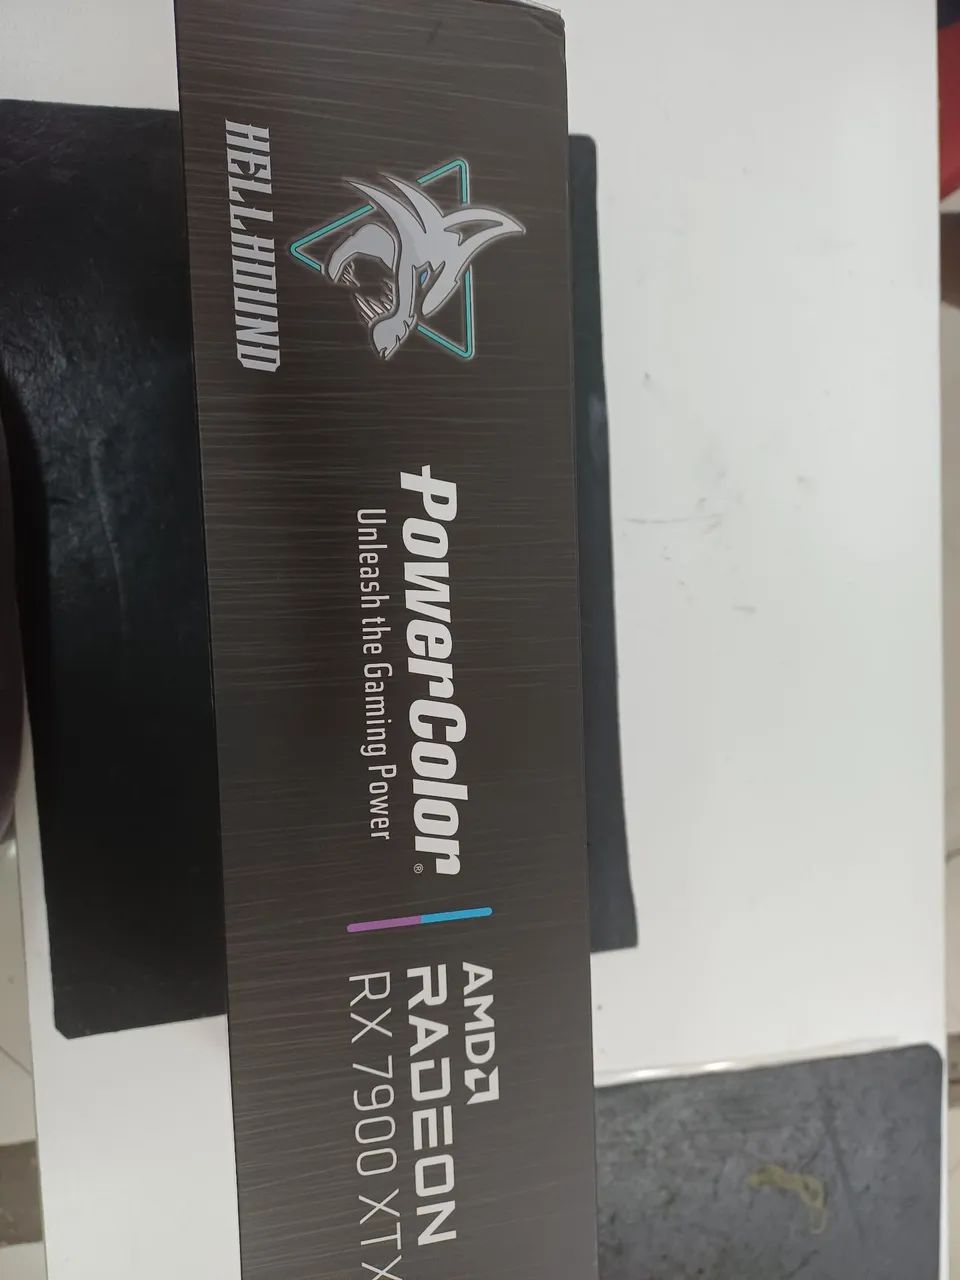 HELLHOUND
PowerColor®
Unleash the Gaming Power
AMD
RADEON
RX 7900 XTX